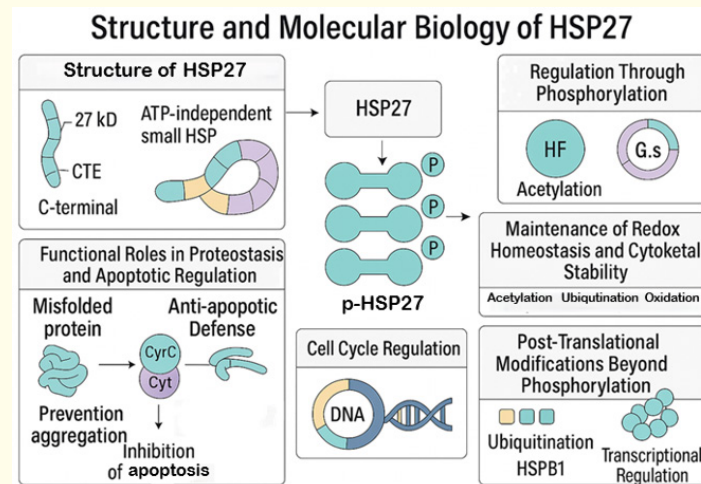 Structure and Molecular Biology of HSP27
Structure of HSP27
27 kD
CTE
C-terminal
ATP-independent
small HSP
HSP27
P
P
P
p-HSP27
Regulation Through
Phosphorylation
HF
G.s
Acetylation
Maintenance of Redox
Homeostasis and Cytoketal
Stability
Acetylation Ubiqutination Oxidation
Functional Roles in Proteostasis
and Apoptotic Regulation
Misfolded
protein
Anti-apopotic
Defense
CyrC
Cyt
Prevention
aggregation
Inhibition
of apoptosis
Cell Cycle Regulation
DNA
Post-Translational
Modifications Beyond
Phosphorylation
Ubiquitination
HSPB1
Transcriptional
Regulation